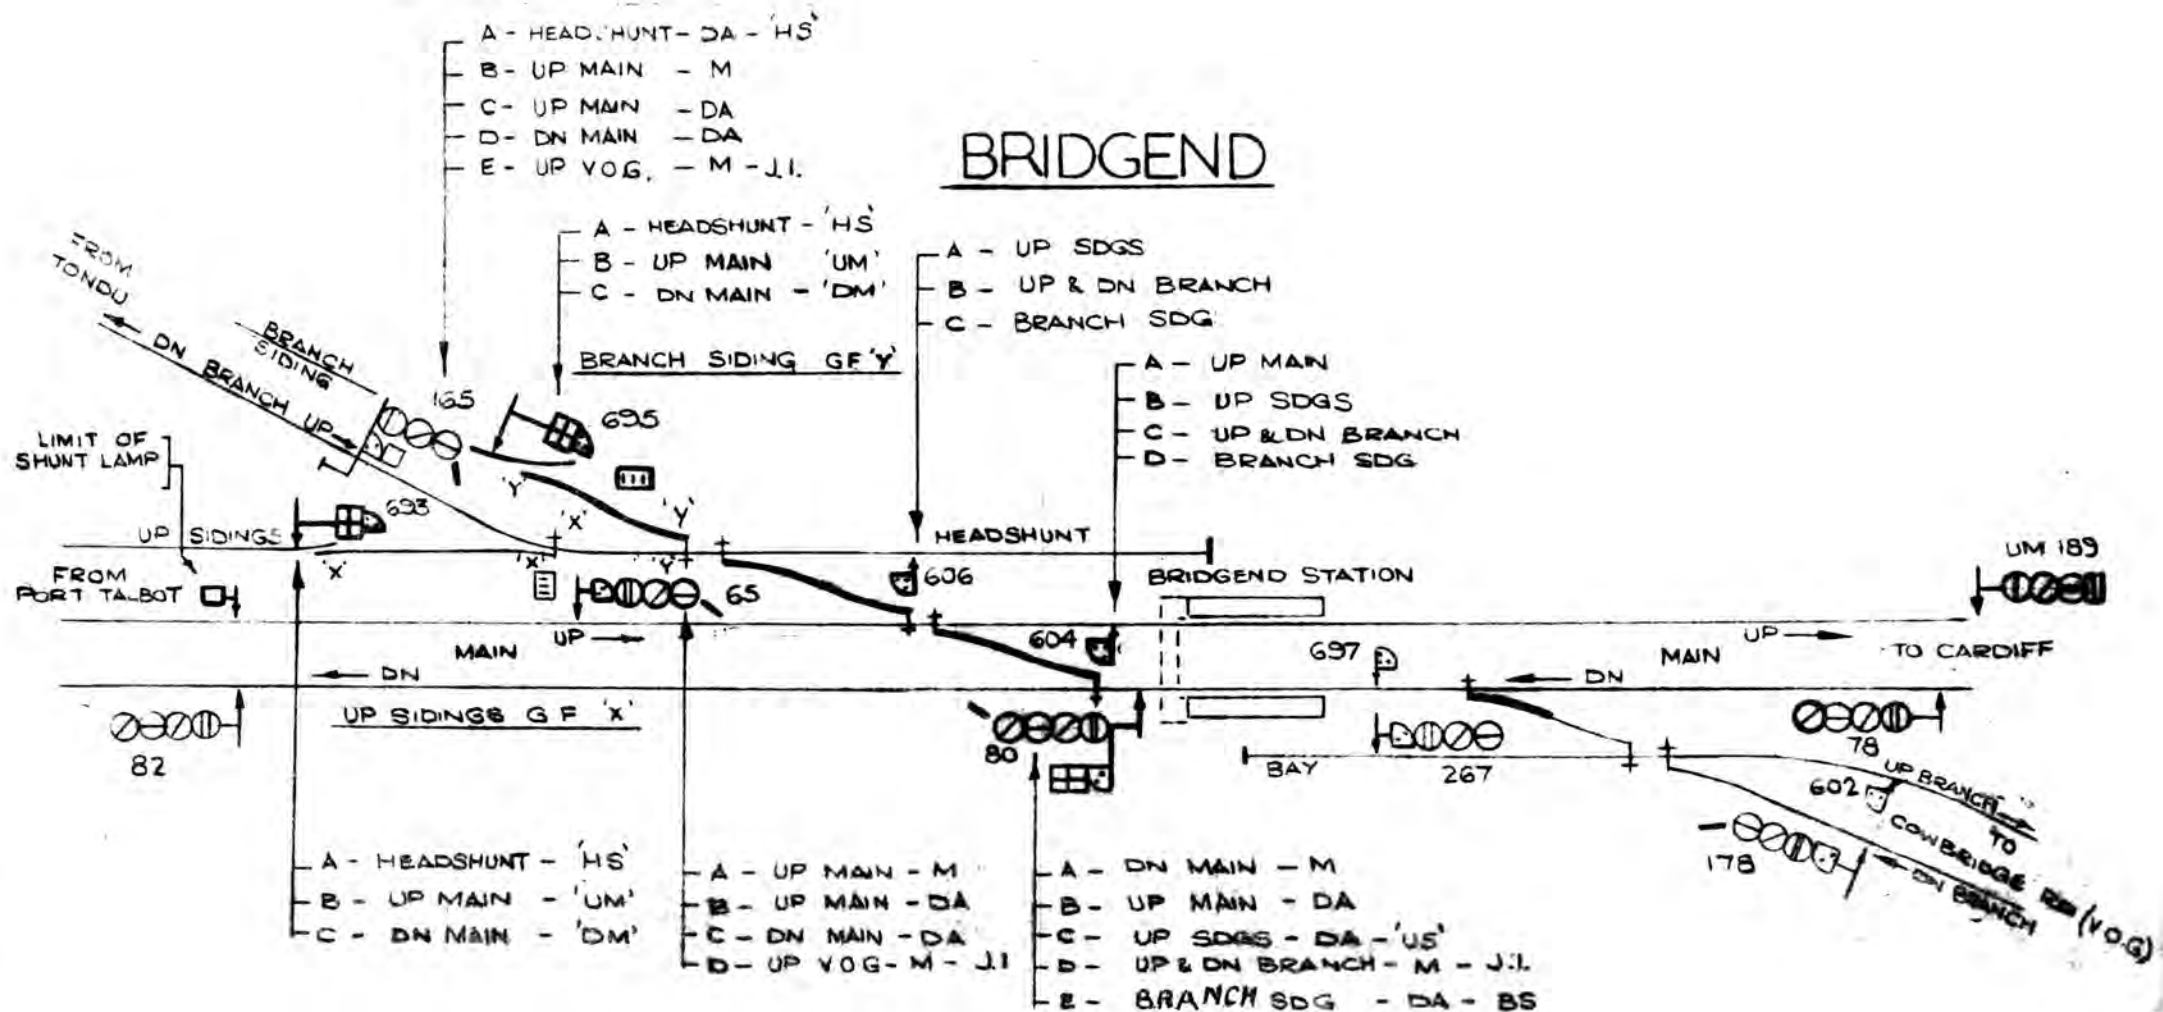 A - HEADSHUNT - DA - 'HS'
B - UP MAIN - M
C - UP MAIN - DA
D - DN MAIN - DA
E - UP V.O.G. - M - J.I.
BRIDGEND
A - HEADSHUNT - 'HS'
B - UP MAIN 'UM'
C - DN MAIN - 'DM'
A - UP SDGS
B - UP & DN BRANCH
C - BRANCH SDG
A - UP MAIN
B - UP SDGS
C - UP & DN BRANCH
D - BRANCH SDG
FROM
TONDU
DN BRANCH
BRANCH
SIDING
BRANCH UP
UP
BRANCH SIDING GF 'Y'
165
695
LIMIT OF
SHUNT LAMP
693
'Y'
'X'
'Y'
UP SIDINGS
'X'
'X'
'Y'
HEADSHUNT
606
FROM
PORT TALBOT
65
BRIDGEND STATION
UM 189
UP
604
697
UP
MAIN
MAIN
TO CARDIFF
DN
DN
UP SIDINGS GF 'X'
82
80
BAY
267
78
UP BRANCH
602
TO
COWBRIDGE RD (V.O.G)
178
DN BRANCH
A - HEADSHUNT - 'HS'
B - UP MAIN - 'UM'
C - DN MAIN - 'DM'
A - UP MAIN - M
B - UP MAIN - DA
C - DN MAIN - DA
D - UP VOG - M - J.I
A - DN MAIN - M
B - UP MAIN - DA
C - UP SDGS - DA - 'US'
D - UP & DN BRANCH - M - J.I.
E - BRANCH SDG - DA - BS